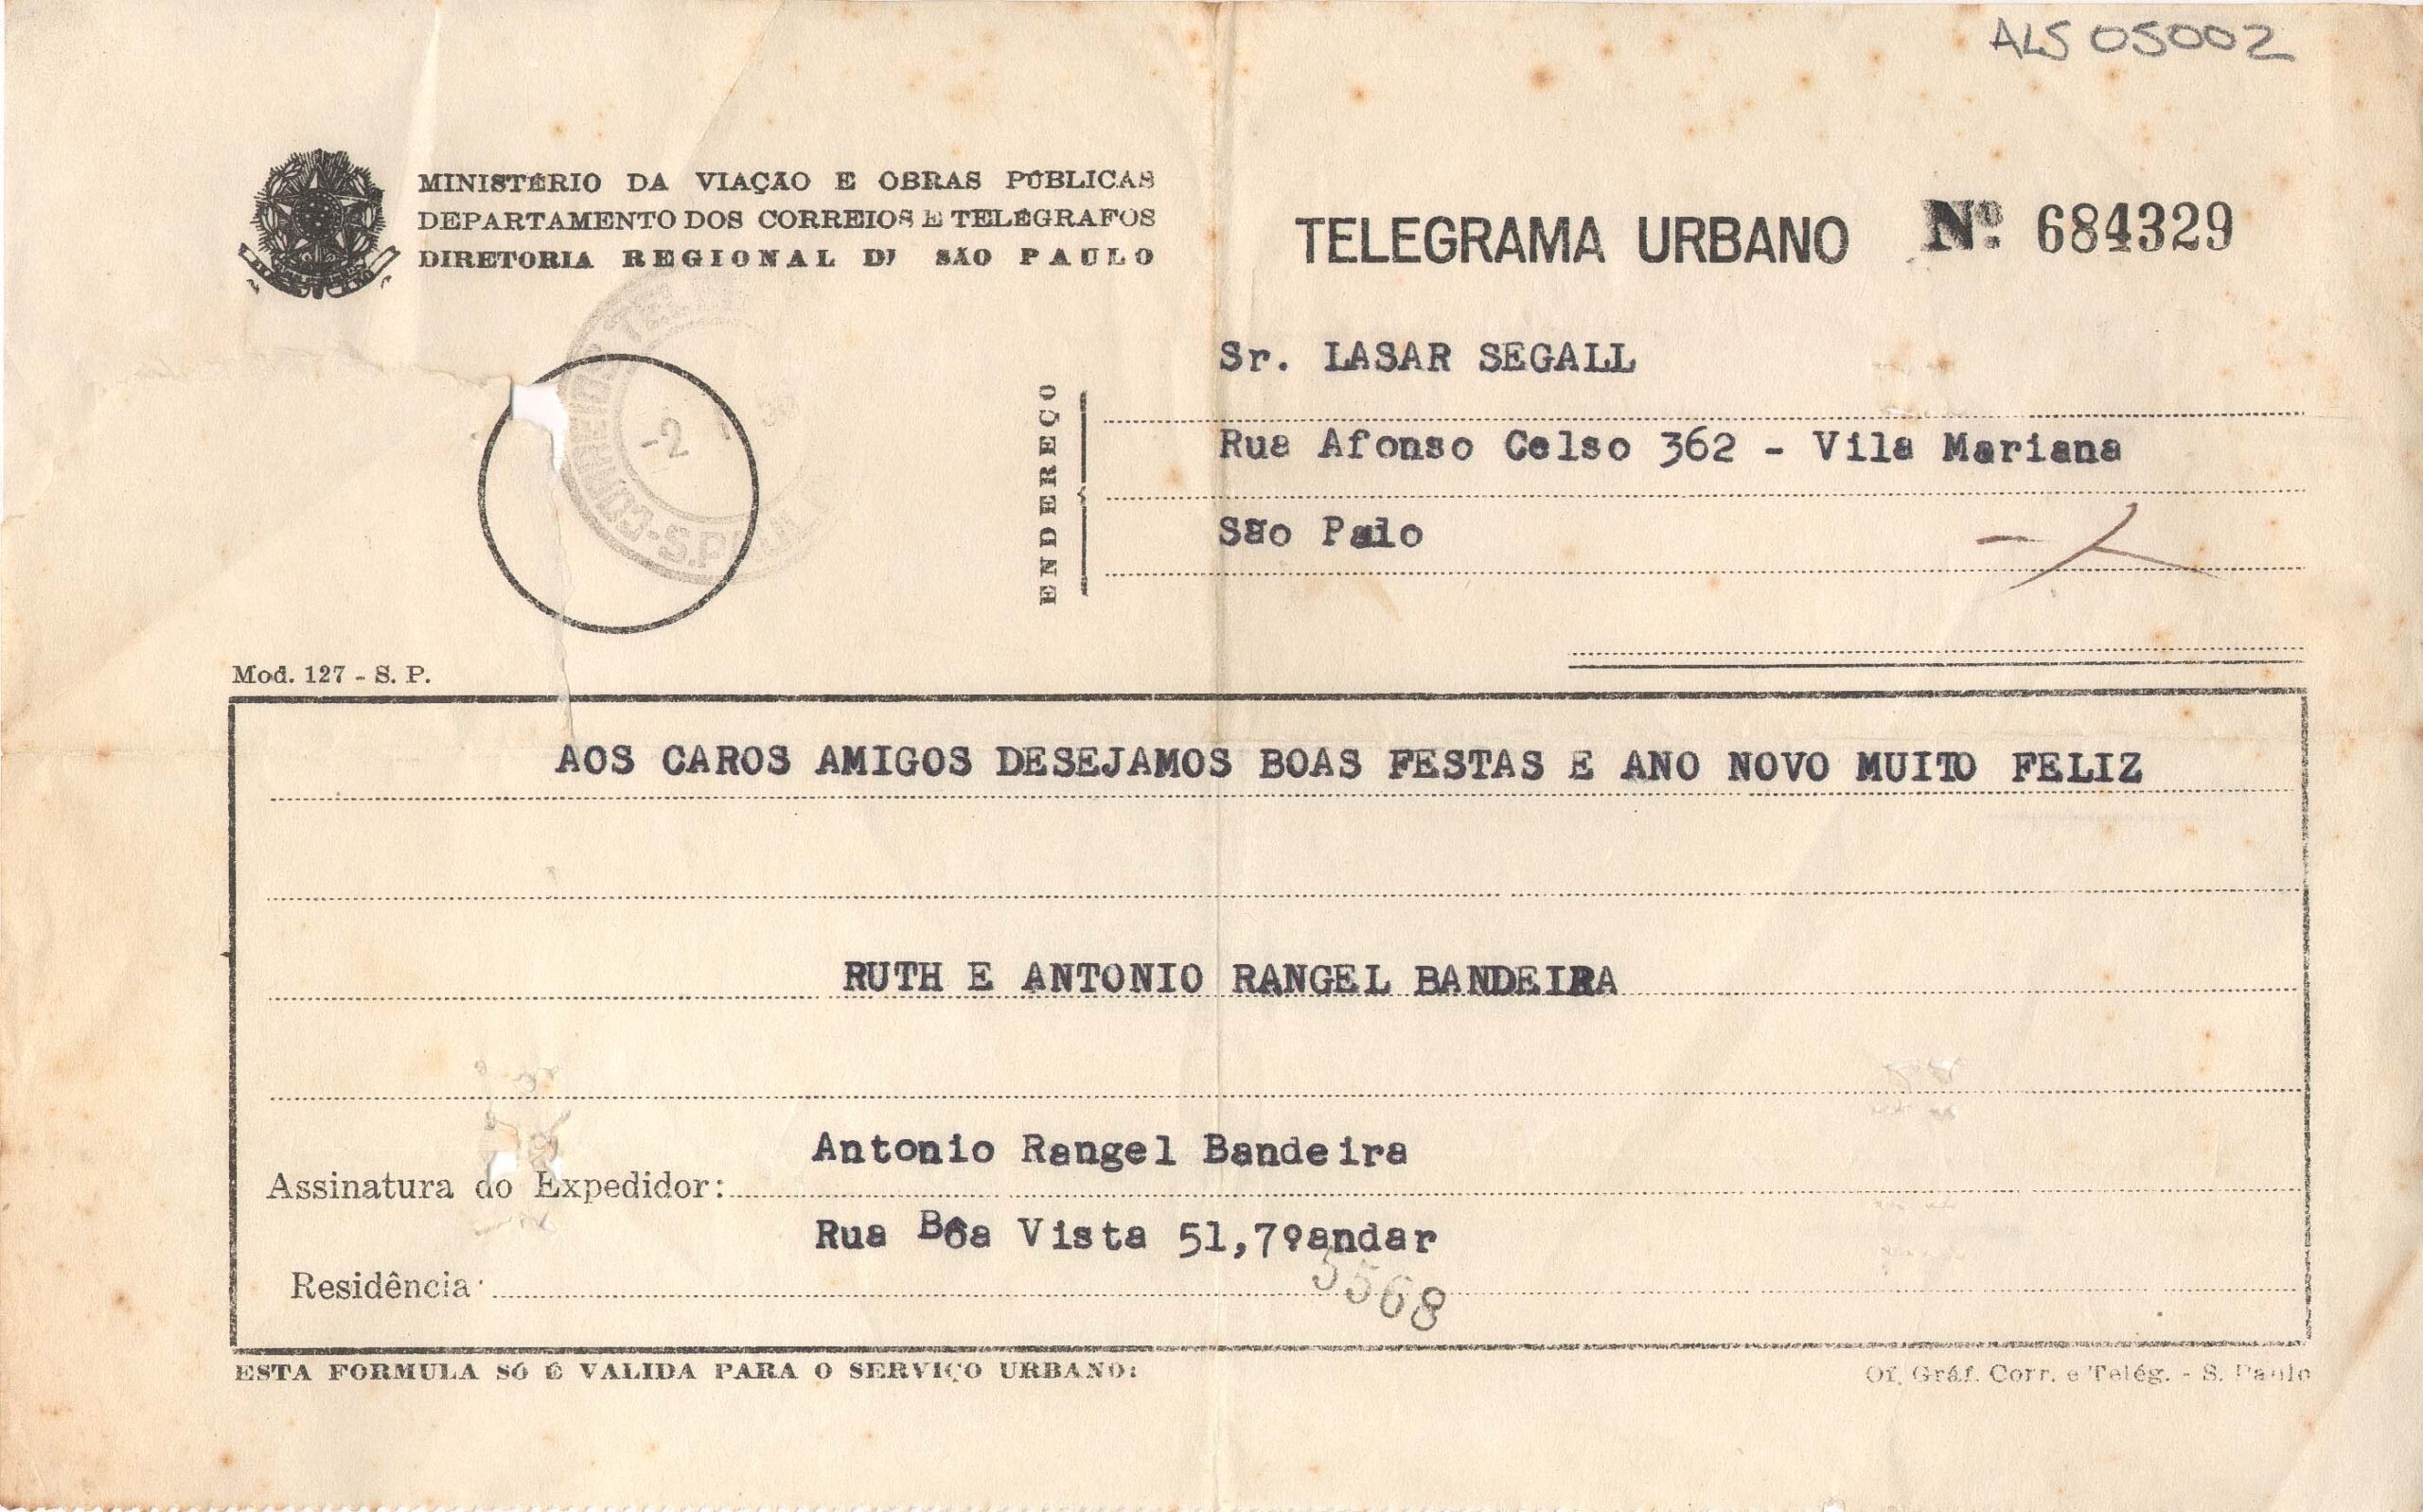 ALS 05002
MINISTÉRIO DA VIAÇÃO E OBRAS PÚBLICAS
DEPARTAMENTO DOS CORREIOS E TELÉGRAFOS
DIRETORIA REGIONAL DE SÃO PAULO
TELEGRAMA URBANO Nº 684329
ENDEREÇO
Sr. LASAR SEGALL
Rua Afonso Celso 362 - Vila Mariana
São Palo
-2
Mod. 127 - S. P.
AOS CAROS AMIGOS DESEJAMOS BOAS FESTAS E ANO NOVO MUITO FELIZ
RUTH E ANTONIO RANGEL BANDEIRA
Antonio Rangel Bandeira
Assinatura do Expedidor:
Rua Bôa Vista 51,7ºandar
Residência:
5568
ESTA FORMULA SÓ É VALIDA PARA O SERVIÇO URBANO:
Of. Gráf. Corr. e Telég. - S. Paulo